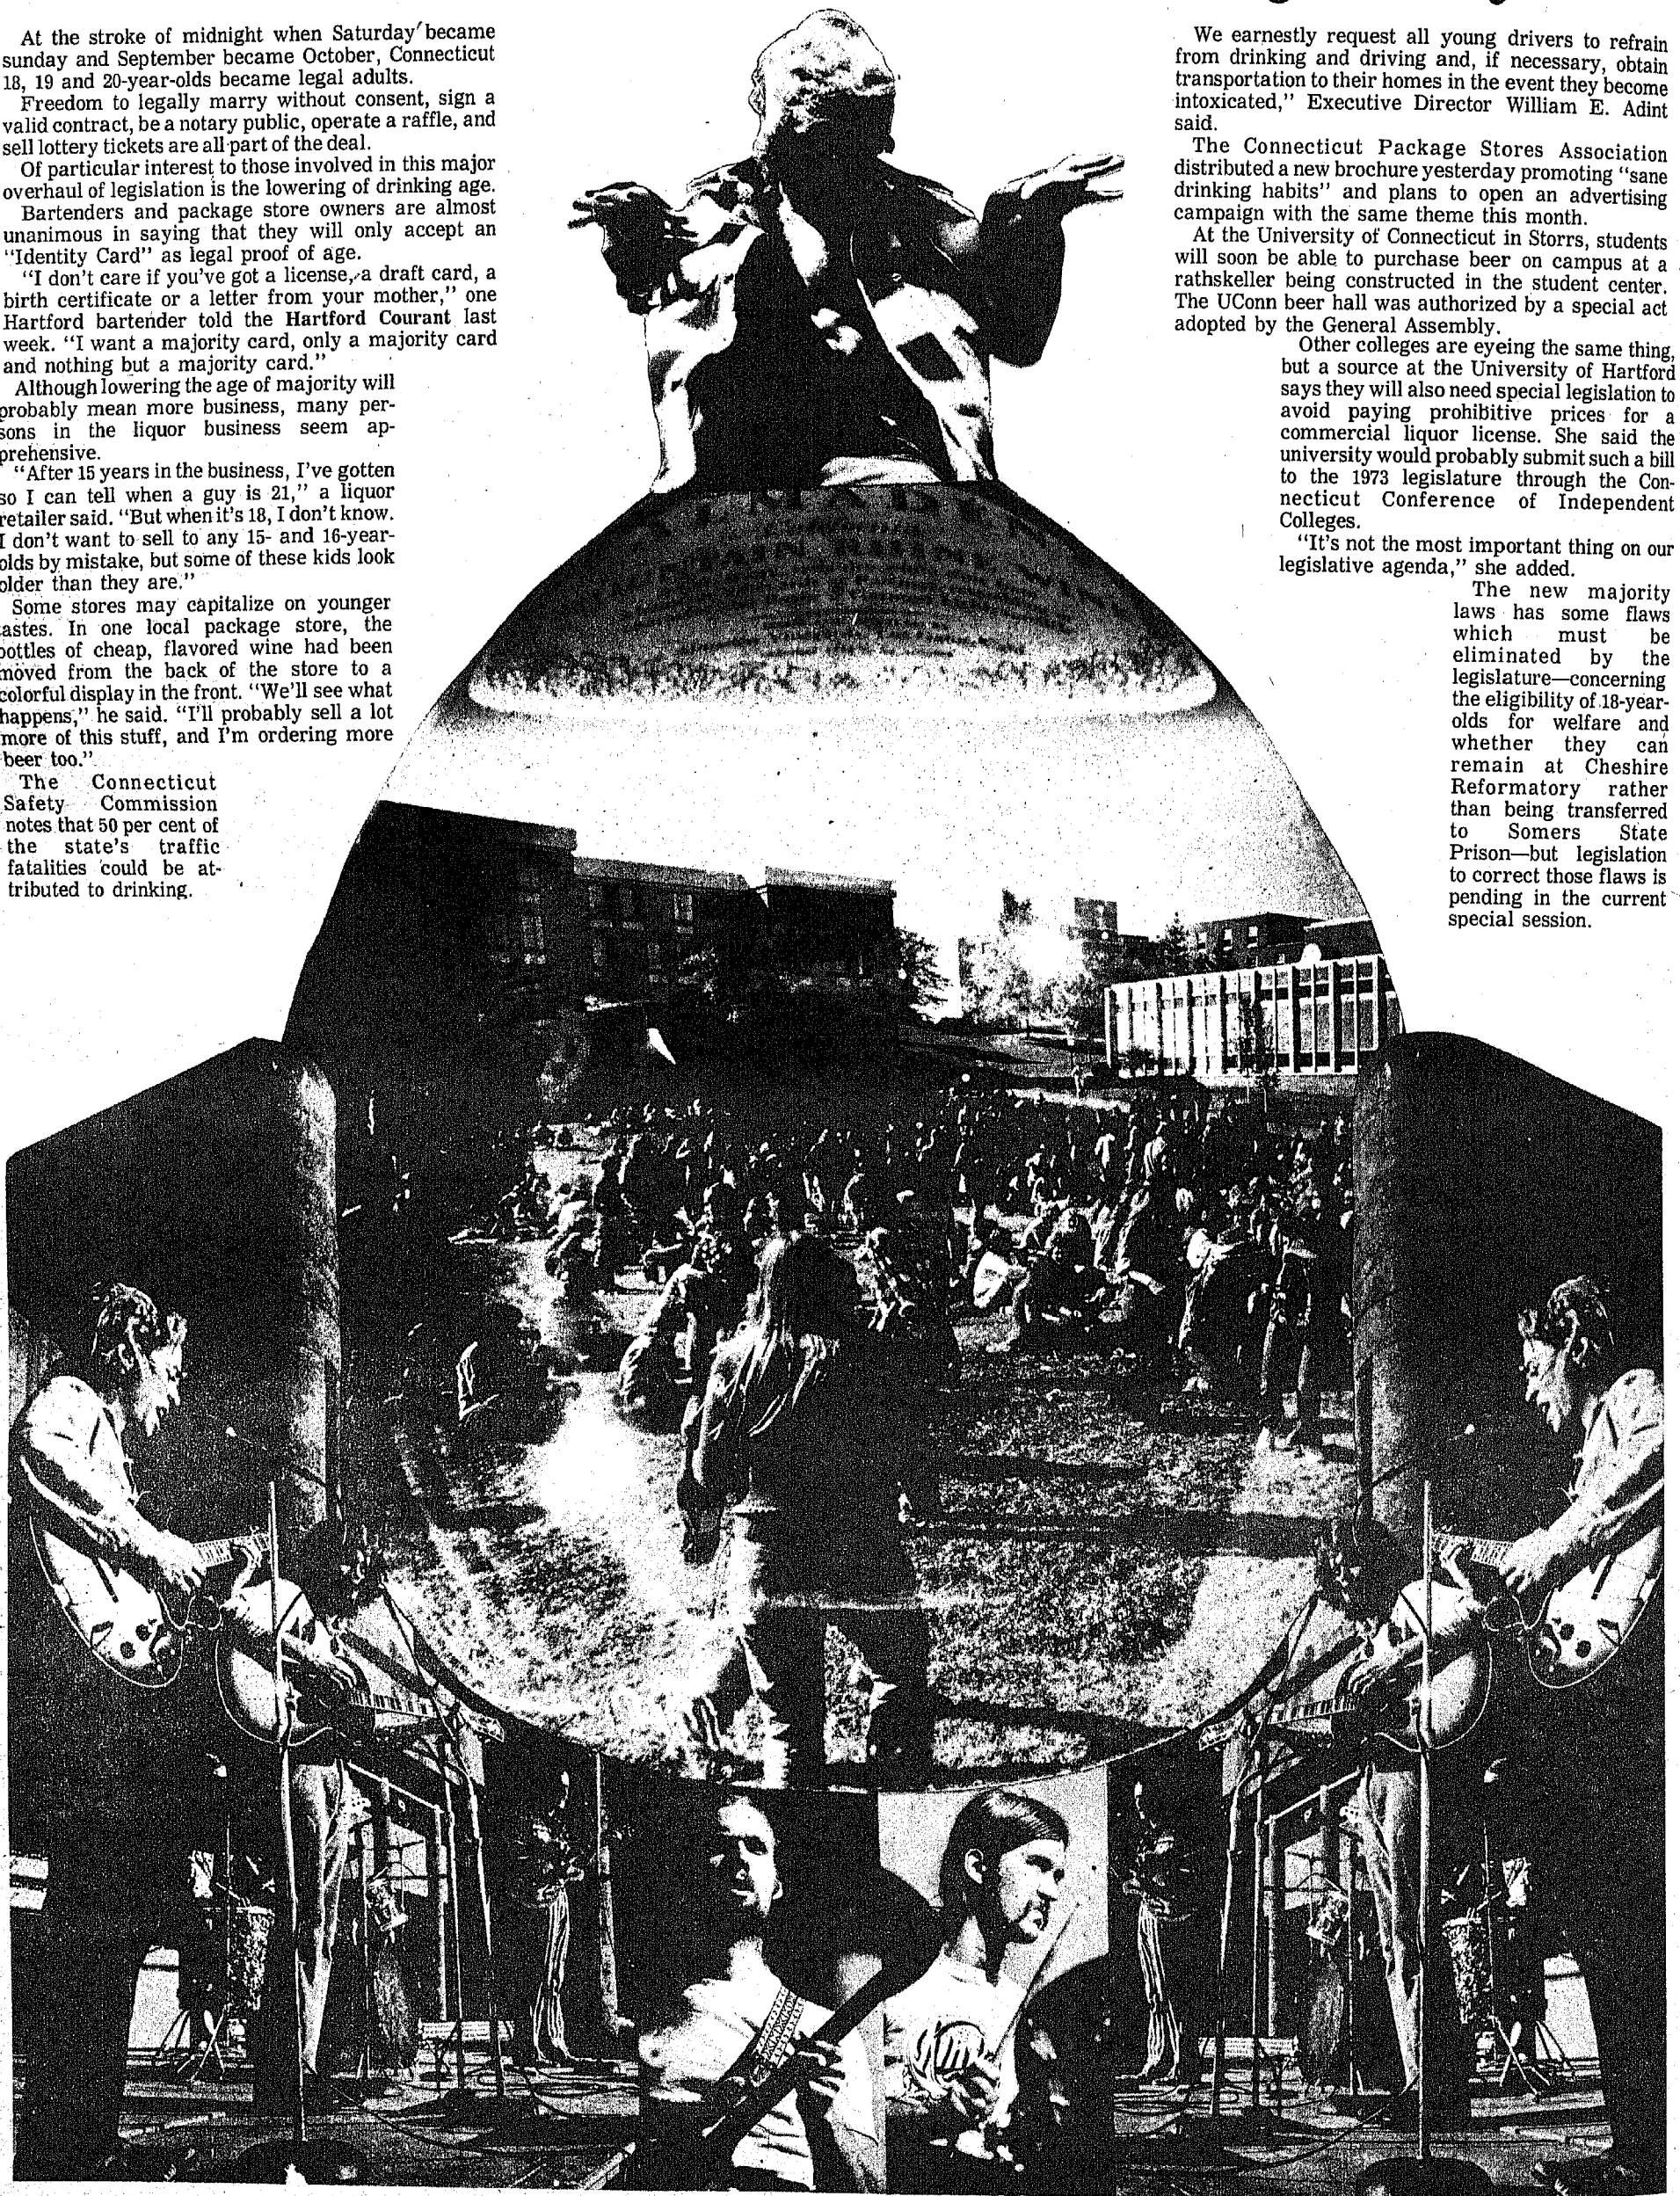 At the stroke of midnight when Saturday became
sunday and September became October, Connecticut
18, 19 and 20-year-olds became legal adults.
Freedom to legally marry without consent, sign a
valid contract, be a notary public, operate a raffle, and
sell lottery tickets are all part of the deal.
Of particular interest to those involved in this major
overhaul of legislation is the lowering of drinking age.
Bartenders and package store owners are almost
unanimous in saying that they will only accept an
"Identity Card" as legal proof of age.
"I don't care if you've got a license, a draft card, a
birth certificate or a letter from your mother," one
Hartford bartender told the Hartford Courant last
week. "I want a majority card, only a majority card
and nothing but a majority card."
Although lowering the age of majority will
probably mean more business, many per-
sons in the liquor business seem ap-
prehensive.
"After 15 years in the business, I've gotten
so I can tell when a guy is 21," a liquor
retailer said. "But when it's 18, I don't know.
I don't want to sell to any 15- and 16-year-
olds by mistake, but some of these kids look
older than they are."
Some stores may capitalize on younger
tastes. In one local package store, the
bottles of cheap, flavored wine had been
moved from the back of the store to a
colorful display in the front. "We'll see what
happens," he said. "I'll probably sell a lot
more of this stuff, and I'm ordering more
beer too."
The Connecticut
Safety Commission
notes that 50 per cent of
the state's traffic
fatalities could be at-
tributed to drinking.
We earnestly request all young drivers to refrain
from drinking and driving and, if necessary, obtain
transportation to their homes in the event they become
intoxicated," Executive Director William E. Adint
said.
The Connecticut Package Stores Association
distributed a new brochure yesterday promoting "sane
drinking habits" and plans to open an advertising
campaign with the same theme this month.
At the University of Connecticut in Storrs, students
will soon be able to purchase beer on campus at a
rathskeller being constructed in the student center.
The UConn beer hall was authorized by a special act
adopted by the General Assembly.
Other colleges are eyeing the same thing,
but a source at the University of Hartford
says they will also need special legislation to
avoid paying prohibitive prices for a
commercial liquor license. She said the
university would probably submit such a bill
to the 1973 legislature through the Con-
necticut Conference of Independent
Colleges.
"It's not the most important thing on our
legislative agenda," she added.
The new majority
laws has some flaws
which must be
eliminated by the
legislature—concerning
the eligibility of 18-year-
olds for welfare and
whether they can
remain at Cheshire
Reformatory rather
than being transferred
to Somers State
Prison—but legislation
to correct those flaws is
pending in the current
special session.
ALMADEN
RHINE WINE